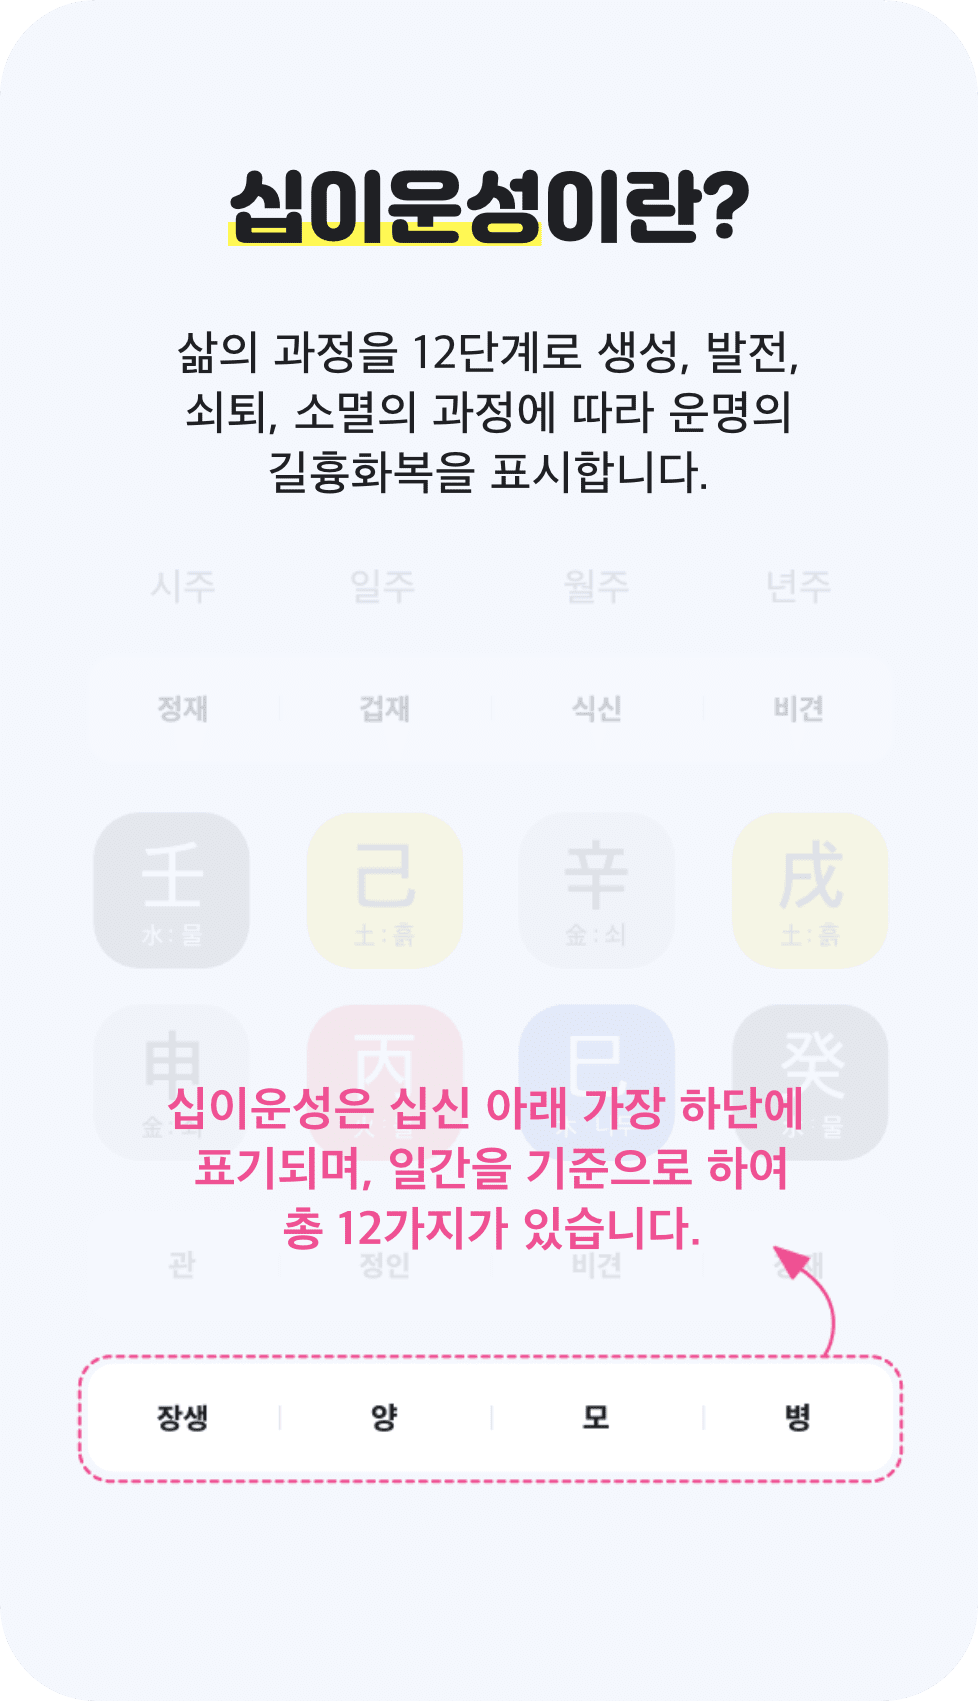 십이운성이란?
삶의 과정을 12단계로 생성, 발전,
쇠퇴, 소멸의 과정에 따라 운명의
길흉화복을 표시합니다.
시주 일주 월주 년주
정재 겁재 식신 비견
壬 己 辛 戌
水:물 土:흙 金:쇠 土:흙
申 丙 巳 癸
십이운성은 십신 아래 가장 하단에
표기되며, 일간을 기준으로 하여
총 12가지가 있습니다.
관 정인 비견
장생 양 모 병